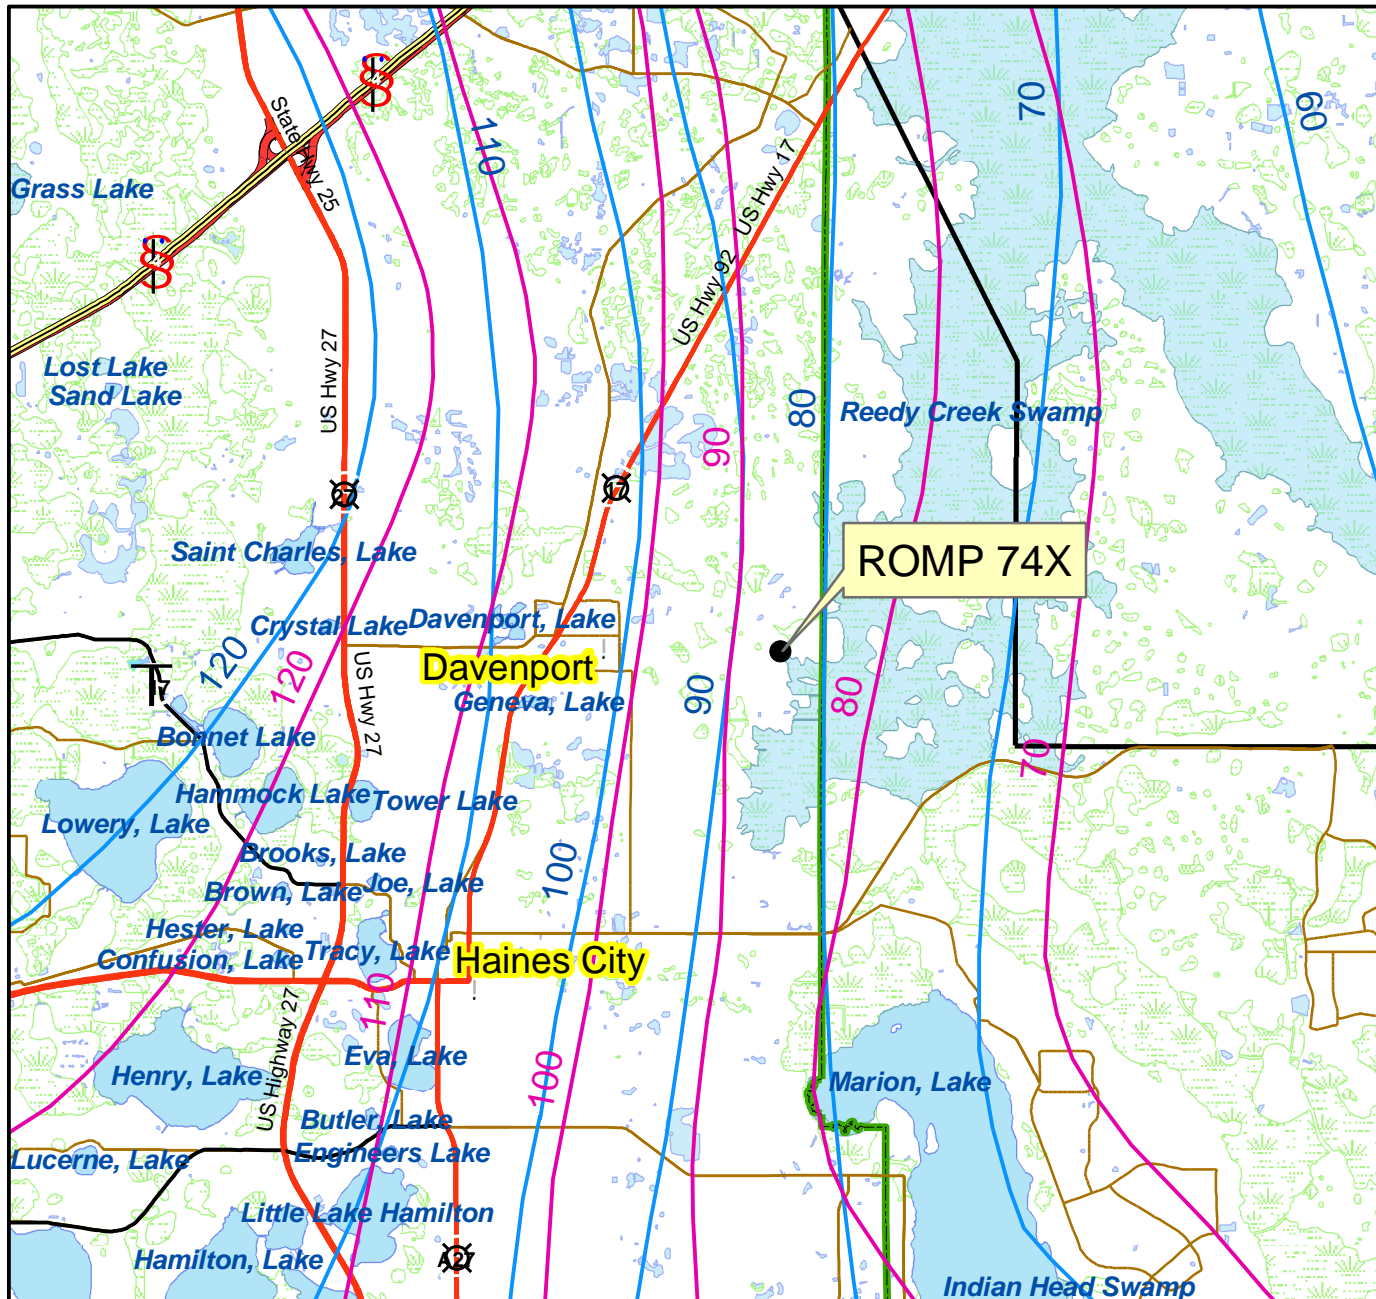 70
60
110
State Hwy 25
US Hwy 17
Grass Lake
US Hwy 92
US Hwy 27
Lost Lake
Sand Lake
80
Reedy Creek Swamp
90
27
17
Saint Charles, Lake
ROMP 74X
Crystal Lake
Davenport, Lake
120
120
US Hwy 27
Davenport
Geneva, Lake
90
80
17
Bonnet Lake
70
Hammock Lake
Tower Lake
Lowery, Lake
Brooks, Lake
100
Brown, Lake
Joe, Lake
Hester, Lake
Confusion, Lake
Tracy, Lake
Haines City
110
US Highway 27
Henry, Lake
Eva, Lake
100
Marion, Lake
Butler, Lake
Lucerne, Lake
Engineers Lake
Little Lake Hamilton
Hamilton, Lake
A27
Indian Head Swamp